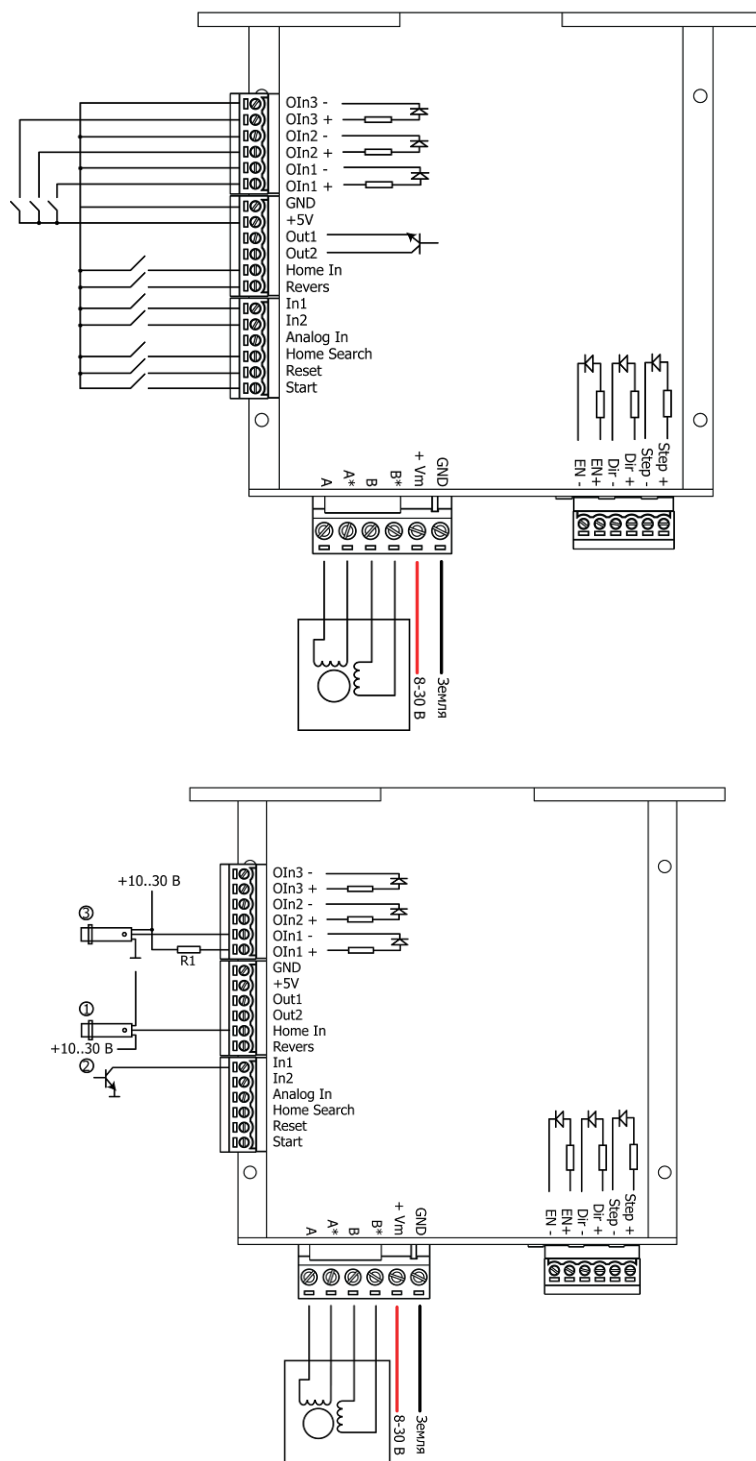 OIn3 -
OIn3 +
OIn2 -
OIn2 +
OIn1 -
OIn1 +
GND
+5V
Out1
Out2
Home In
Revers
In1
In2
Analog In
Home Search
Reset
Start
A
A*
B
B*
+ Vm
GND
EN -
EN+
Dir -
Dir +
Step -
Step +
8-30 В
Земля
+10..30 В
③
R1
①
+10..30 В
②
OIn3 -
OIn3 +
OIn2 -
OIn2 +
OIn1 -
OIn1 +
GND
+5V
Out1
Out2
Home In
Revers
In1
In2
Analog In
Home Search
Reset
Start
A
A*
B
B*
+ Vm
GND
EN -
EN+
Dir -
Dir +
Step -
Step +
8-30 В
Земля